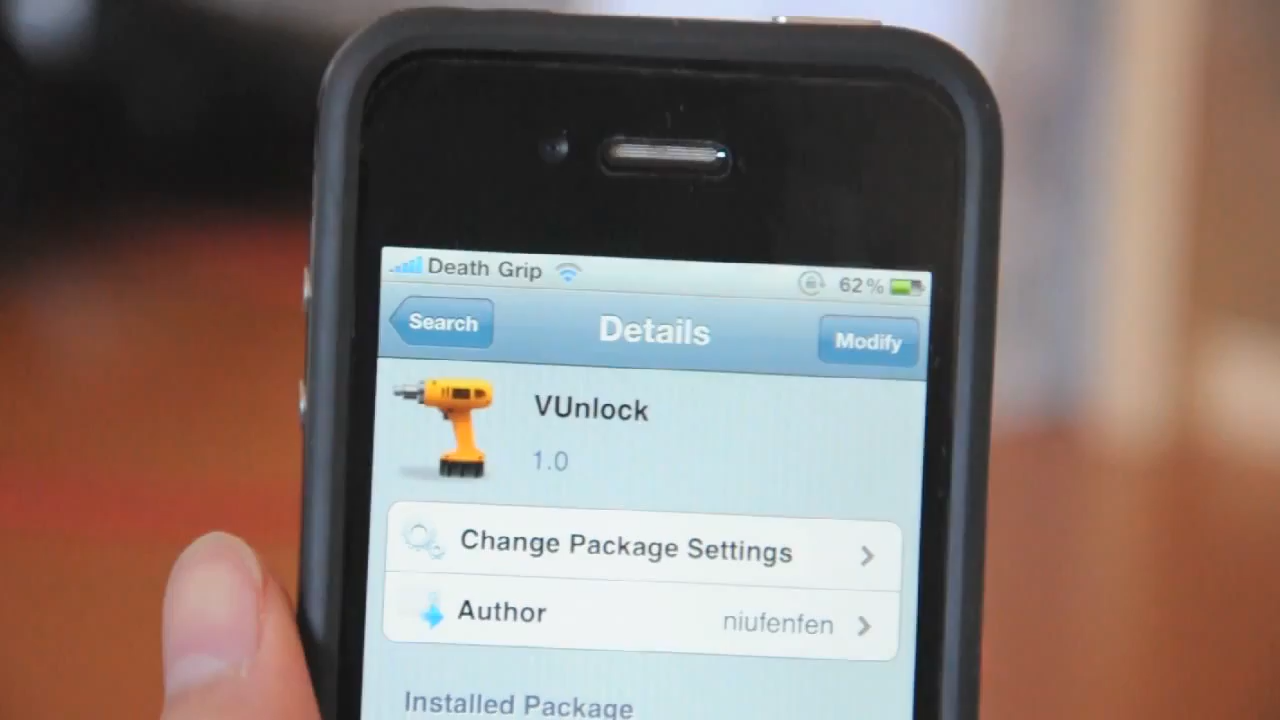 Death Grip 62%
Search Details Modify
VUnlock
1.0
Change Package Settings
Author niufenfen
Installed Package